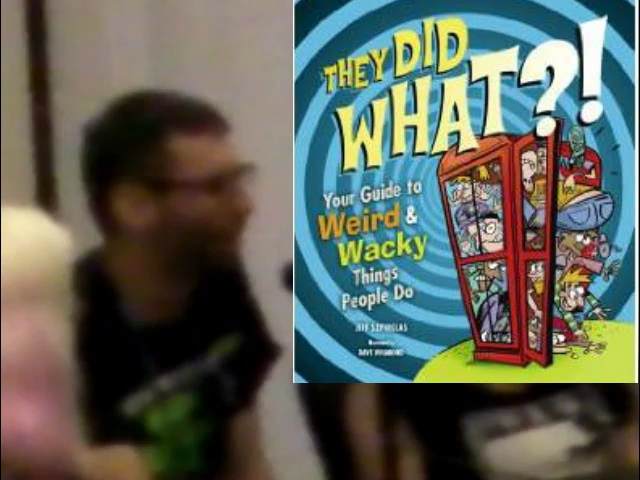 THEY DID
WHAT?!
Your Guide to
Weird &
Wacky
Things
People Do